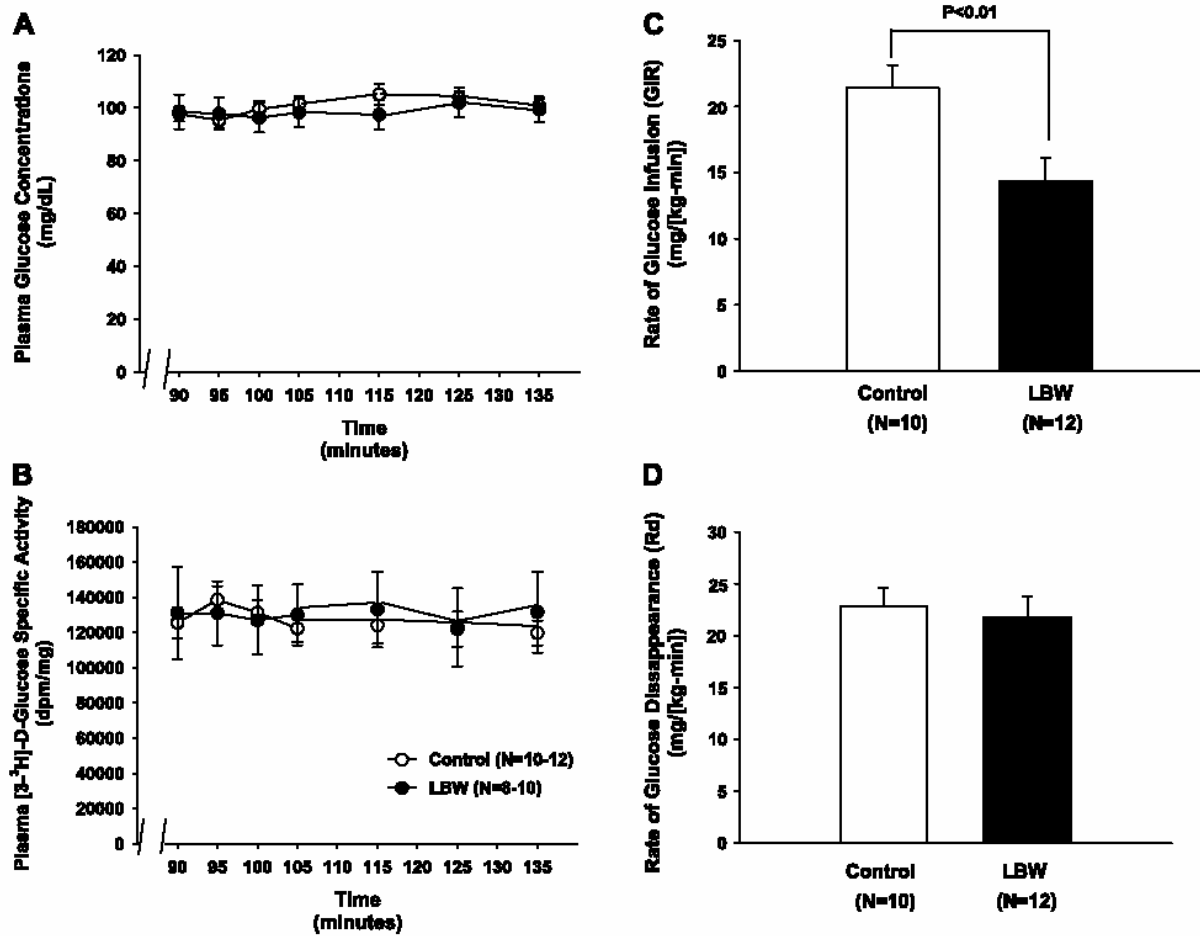 A
Plasma Glucose Concentrations
(mg/dL)
120
100
80
60
40
20
0
90 95 100 105 110 115 120 125 130 135
Time
(minutes)
B
Plasma [3-³H]-D-Glucose Specific Activity
(dpm/mg)
180000
160000
140000
120000
100000
80000
60000
40000
20000
0
Control (N=10-12)
LBW (N=8-10)
90 95 100 105 110 115 120 125 130 135
Time
(minutes)
C
P<0.01
Rate of Glucose Infusion (GIR)
(mg/[kg-min])
25
20
15
10
5
0
Control LBW
(N=10) (N=12)
D
Rate of Glucose Dissappearance (Rd)
(mg/[kg-min])
30
25
20
15
10
5
0
Control LBW
(N=10) (N=12)